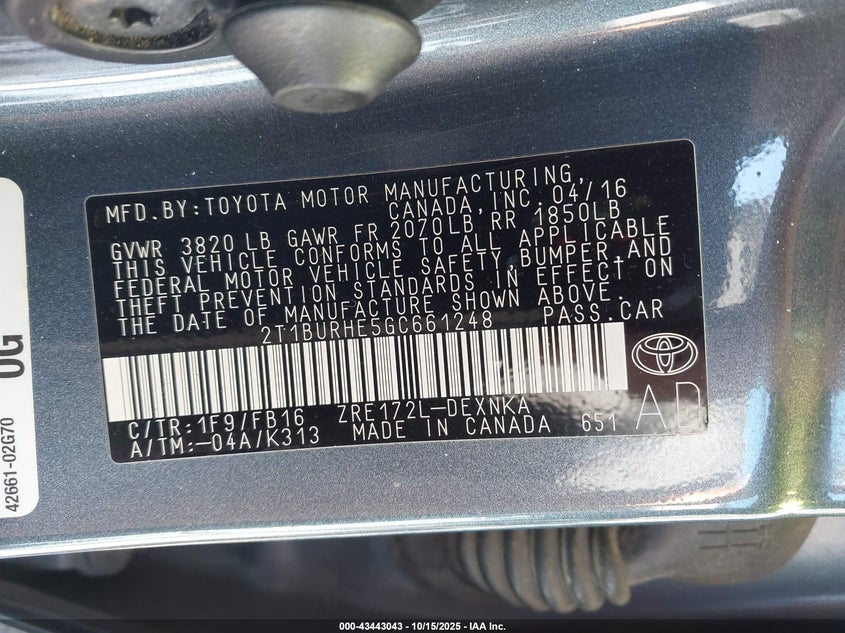 MFD. BY: TOYOTA MOTOR MANUFACTURING,
CANADA, INC. 04/16
GVWR 3820 LB GAWR FR 2070LB RR 1850LB
THIS VEHICLE CONFORMS TO ALL APPLICABLE
FEDERAL MOTOR VEHICLE SAFETY, BUMPER, AND
THEFT PREVENTION STANDARDS IN EFFECT ON
THE DATE OF MANUFACTURE SHOWN ABOVE.
2T1BURHE5GC661248 PASS. CAR
C/TR: 1F9/FB16 ZRE172L-DEXNKA
A/TM: -04A/K313 MADE IN CANADA 651
AD
42661-02G70
0G
000-43443043 | 10/15/2025 - IAA Inc.